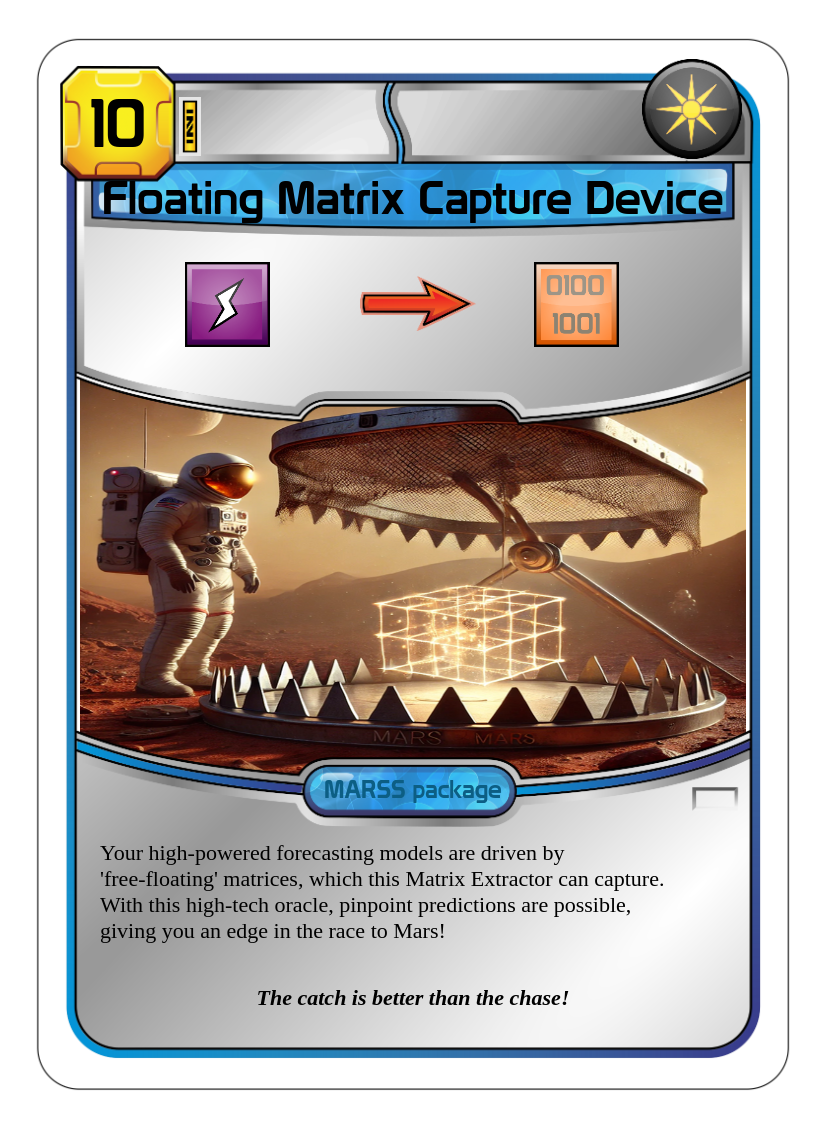 10
Floating Matrix Capture Device
0100
1001
MARS MARS
MARSS package
Your high-powered forecasting models are driven by
'free-floating' matrices, which this Matrix Extractor can capture.
With this high-tech oracle, pinpoint predictions are possible,
giving you an edge in the race to Mars!
The catch is better than the chase!